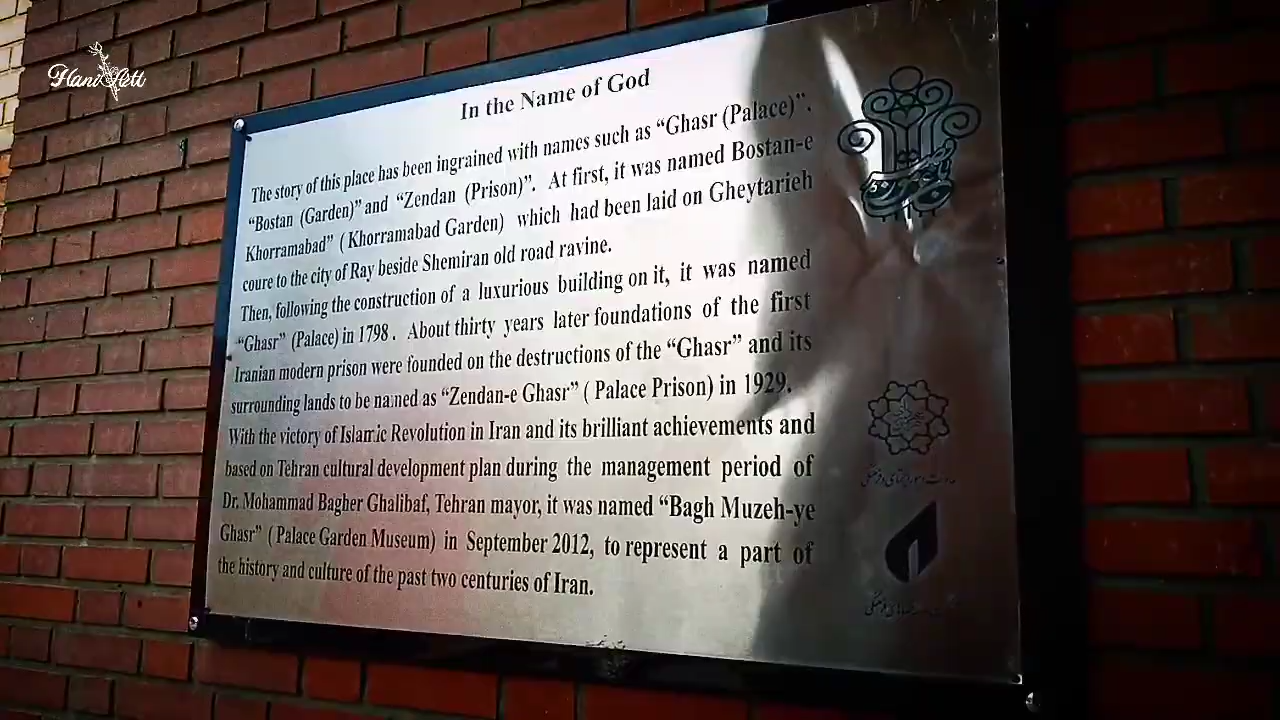 Hani Lett
In the Name of God
The story of this place has been ingrained with names such as “Ghasr (Palace)”.
“Bostan (Garden)” and “Zendan (Prison)”. At first, it was named Bostan-e
Khorramabad” ( Khorramabad Garden) which had been laid on Gheytarieh
coure to the city of Ray beside Shemiran old road ravine.
Then, following the construction of a luxurious building on it, it was named
“Ghasr” (Palace) in 1798. About thirty years later foundations of the first
Iranian modern prison were founded on the destructions of the “Ghasr” and its
surrounding lands to be named as “Zendan-e Ghasr” ( Palace Prison) in 1929.
With the victory of Islamic Revolution in Iran and its brilliant achievements and
based on Tehran cultural development plan during the management period of
Dr. Mohammad Bagher Ghalibaf, Tehran mayor, it was named “Bagh Muzeh-ye
Ghasr” ( Palace Garden Museum) in September 2012, to represent a part of
the history and culture of the past two centuries of Iran.